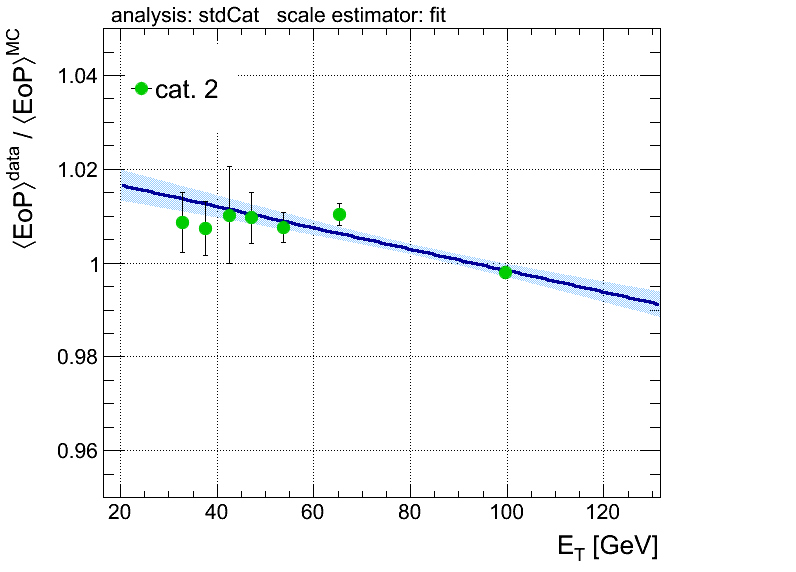 analysis: stdCat   scale estimator: fit
⟨EoP⟩^data / ⟨EoP⟩^MC
cat. 2
1.04
1.02
1
0.98
0.96
20 40 60 80 100 120
E_T [GeV]